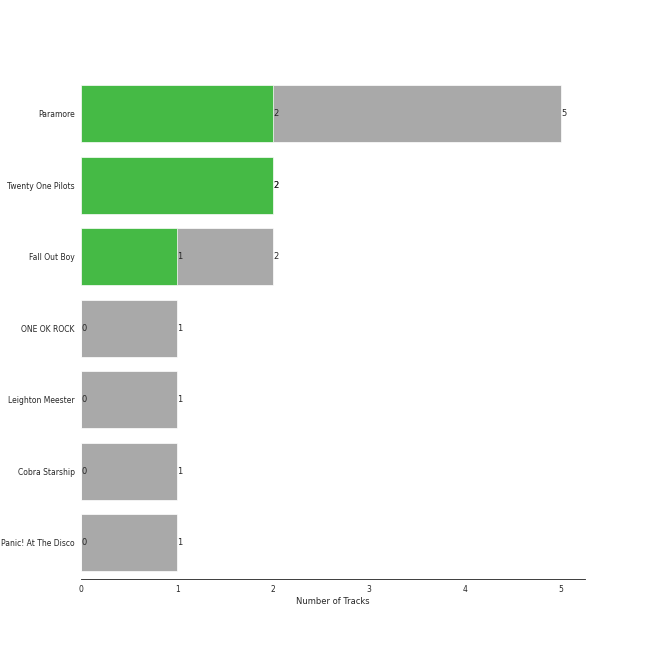 Paramore 2 5
Twenty One Pilots 2
Fall Out Boy 1 2
ONE OK ROCK 0 1
Leighton Meester 0 1
Cobra Starship 0 1
Panic! At The Disco 0 1
0 1 2 3 4 5
Number of Tracks